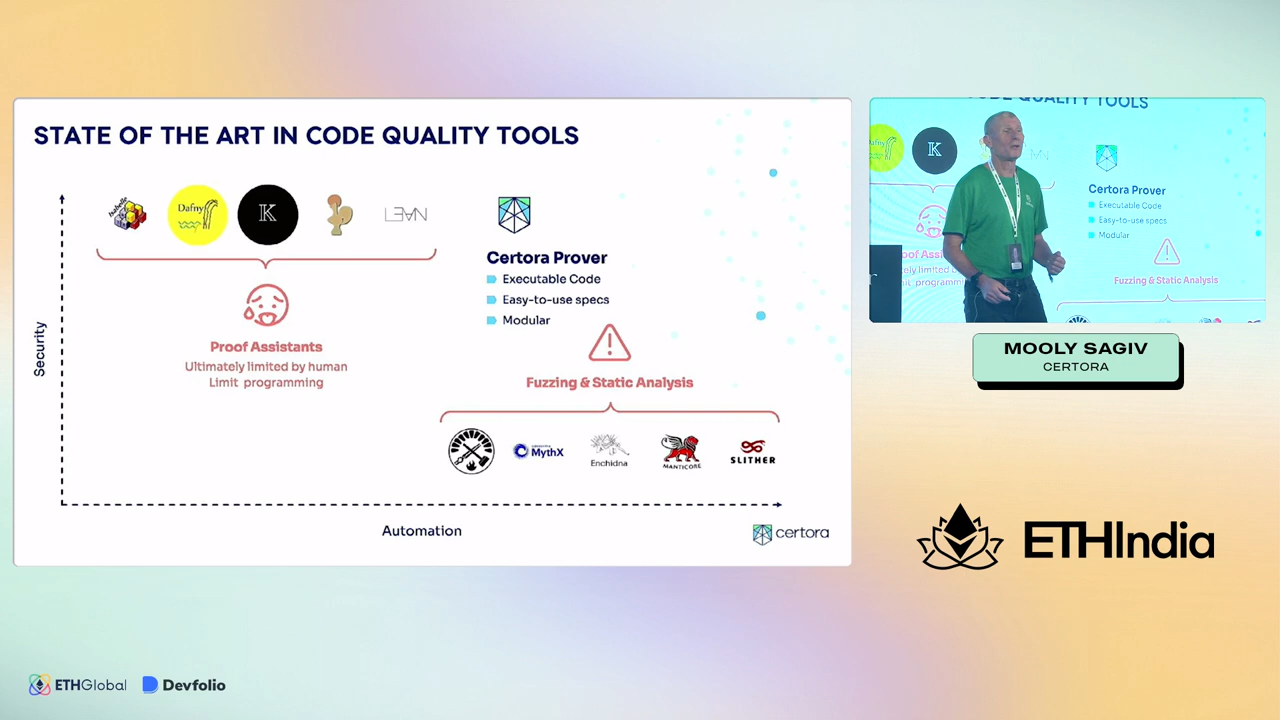 STATE OF THE ART IN CODE QUALITY TOOLS
Security
Isabelle
Dafny
K
LEAN
Proof Assistants
Ultimately limited by human
Limit programming
Certora Prover
Executable Code
Easy-to-use specs
Modular
Fuzzing & Static Analysis
MythX
Enchidna
MANTICORE
SLITHER
Automation
certora
CODE QUALITY TOOLS
K
Certora Prover
Executable Code
Easy-to-use specs
Modular
Fuzzing & Static Analysis
MOOLY SAGIV
CERTORA
ETHIndia
ETHGlobal
Devfolio